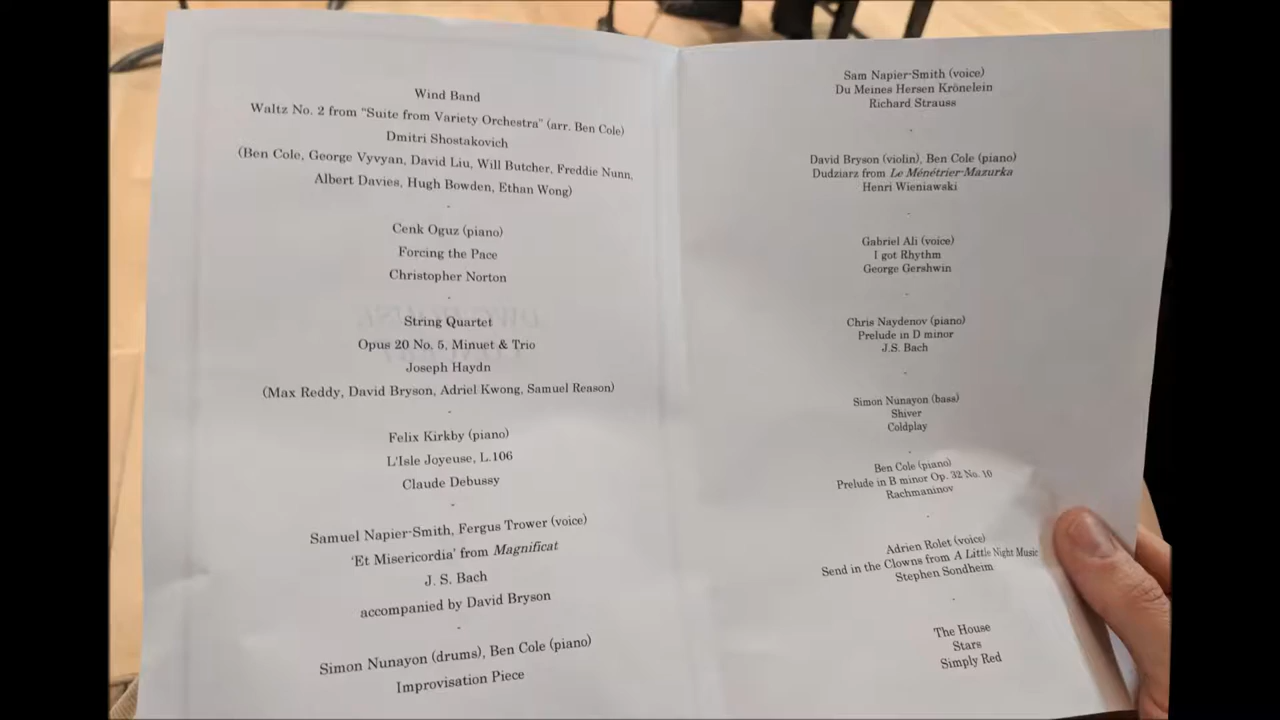 Wind Band
Waltz No. 2 from "Suite from Variety Orchestra" (arr. Ben Cole)
Dmitri Shostakovich
(Ben Cole, George Vyvyan, David Liu, Will Butcher, Freddie Nunn,
Albert Davies, Hugh Bowden, Ethan Wong)
-
Cenk Oguz (piano)
Forcing the Pace
Christopher Norton
-
String Quartet
Opus 20 No. 5, Minuet & Trio
Joseph Haydn
(Max Reddy, David Bryson, Adriel Kwong, Samuel Reason)
-
Felix Kirkby (piano)
L'Isle Joyeuse, L.106
Claude Debussy
-
Samuel Napier-Smith, Fergus Trower (voice)
'Et Misericordia' from Magnificat
J. S. Bach
accompanied by David Bryson
-
Simon Nunayon (drums), Ben Cole (piano)
Improvisation Piece
Sam Napier-Smith (voice)
Du Meines Hersen Krönelein
Richard Strauss
-
David Bryson (violin), Ben Cole (piano)
Dudziarz from Le Ménétrier-Mazurka
Henri Wieniawski
-
Gabriel Ali (voice)
I got Rhythm
George Gershwin
-
Chris Naydenov (piano)
Prelude in D minor
J.S. Bach
-
Simon Nunayon (bass)
Shiver
Coldplay
-
Ben Cole (piano)
Prelude in B minor Op. 32 No. 10
Rachmaninov
-
Adrien Rolet (voice)
Send in the Clowns from A Little Night Music
Stephen Sondheim
-
The House
Stars
Simply Red